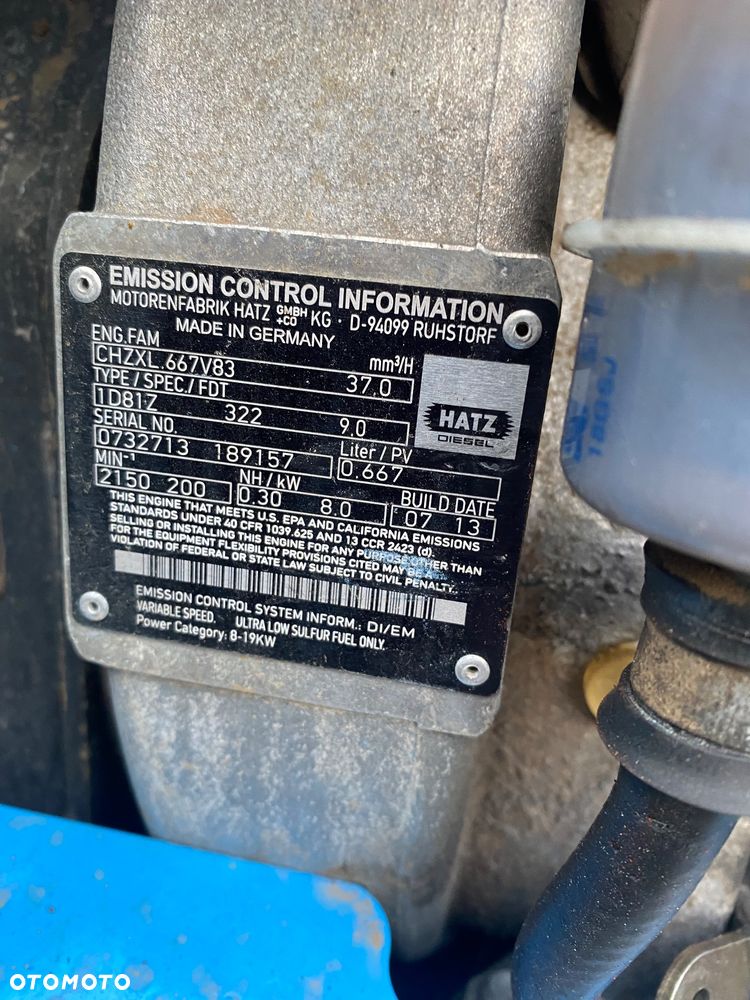 EMISSION CONTROL INFORMATION
MOTORENFABRIK HATZ GMBH +CO KG · D-94099 RUHSTORF
MADE IN GERMANY
ENG.FAM mm³/H
CHZXL.667V83 37.0
TYPE / SPEC./ FDT
1D81Z 322 9.0
SERIAL NO. Liter / PV
0732713 189157 0.667
MIN⁻¹ NH / kW BUILD DATE
2150 200 0.30 8.0 07 13
HATZ
DIESEL
THIS ENGINE THAT MEETS U.S. EPA AND CALIFORNIA EMISSIONS
STANDARDS UNDER 40 CFR 1039.625 AND 13 CCR 2423 (d).
SELLING OR INSTALLING THIS ENGINE FOR ANY PURPOSE OTHER THAN
FOR THE EQUIPMENT FLEXIBILITY PROVISIONS CITED MAY BE A
VIOLATION OF FEDERAL OR STATE LAW SUBJECT TO CIVIL PENALTY.
EMISSION CONTROL SYSTEM INFORM.: DI/EM
VARIABLE SPEED. ULTRA LOW SULFUR FUEL ONLY.
Power Category: 8-19KW
OTOMOTO